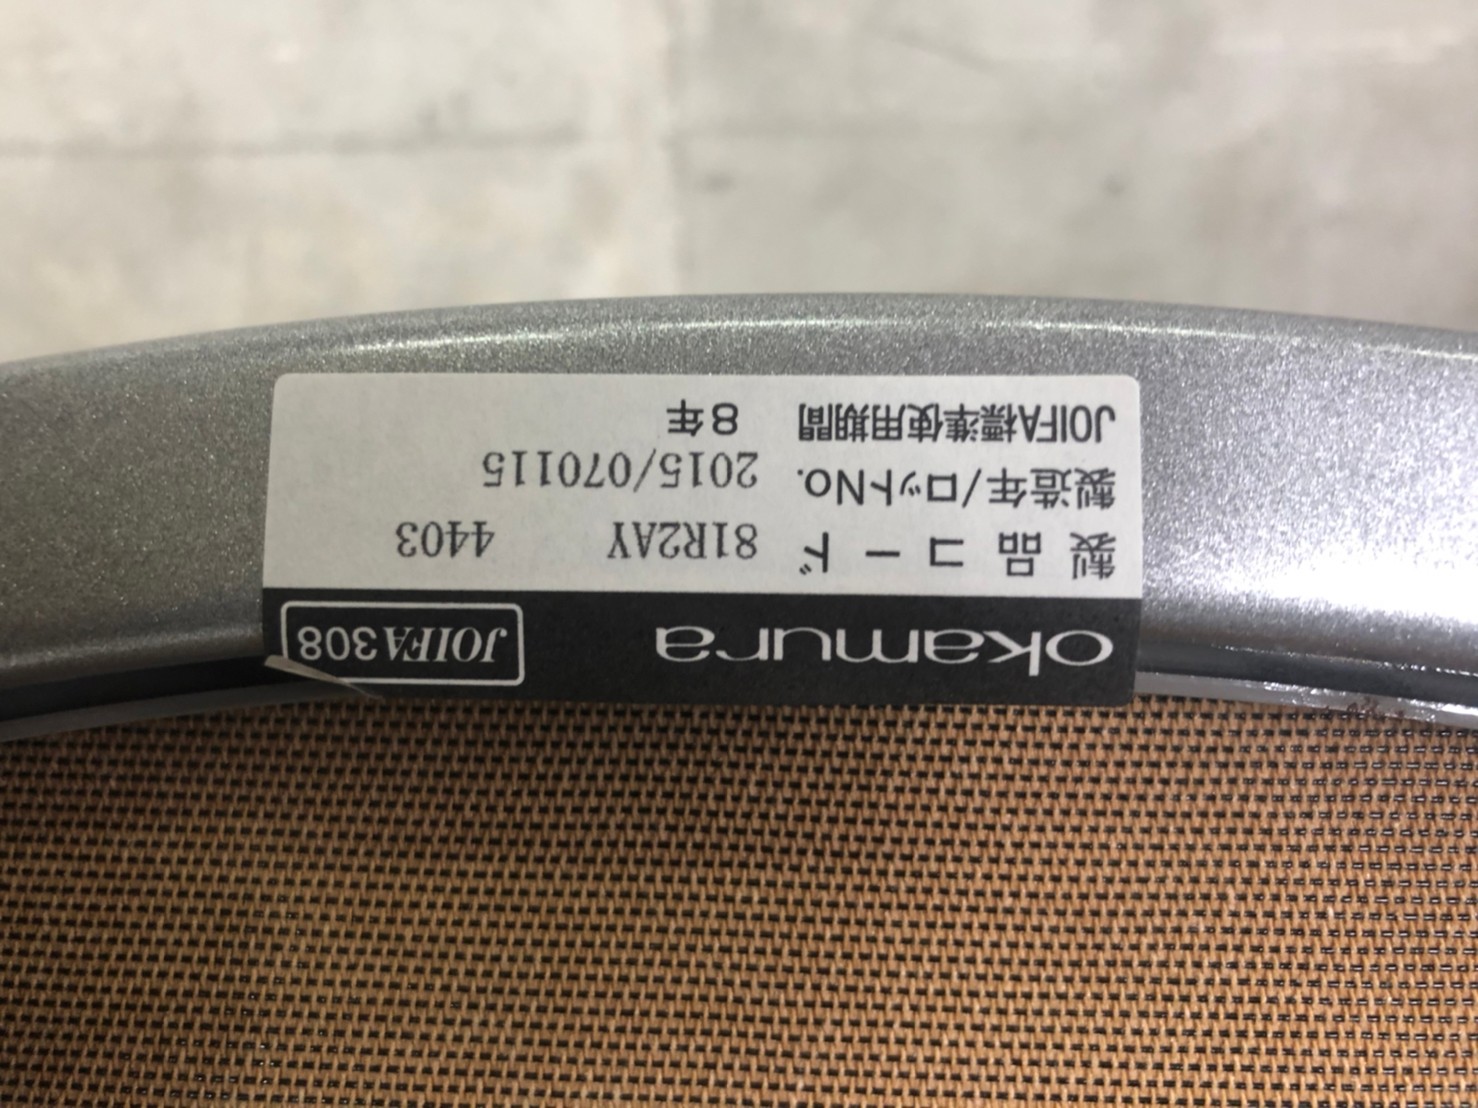 okamura JOIFA308
製品コード 81R2AY 4403
製造年/ロットNo. 2015/070115
JOIFA標準使用期間 8年